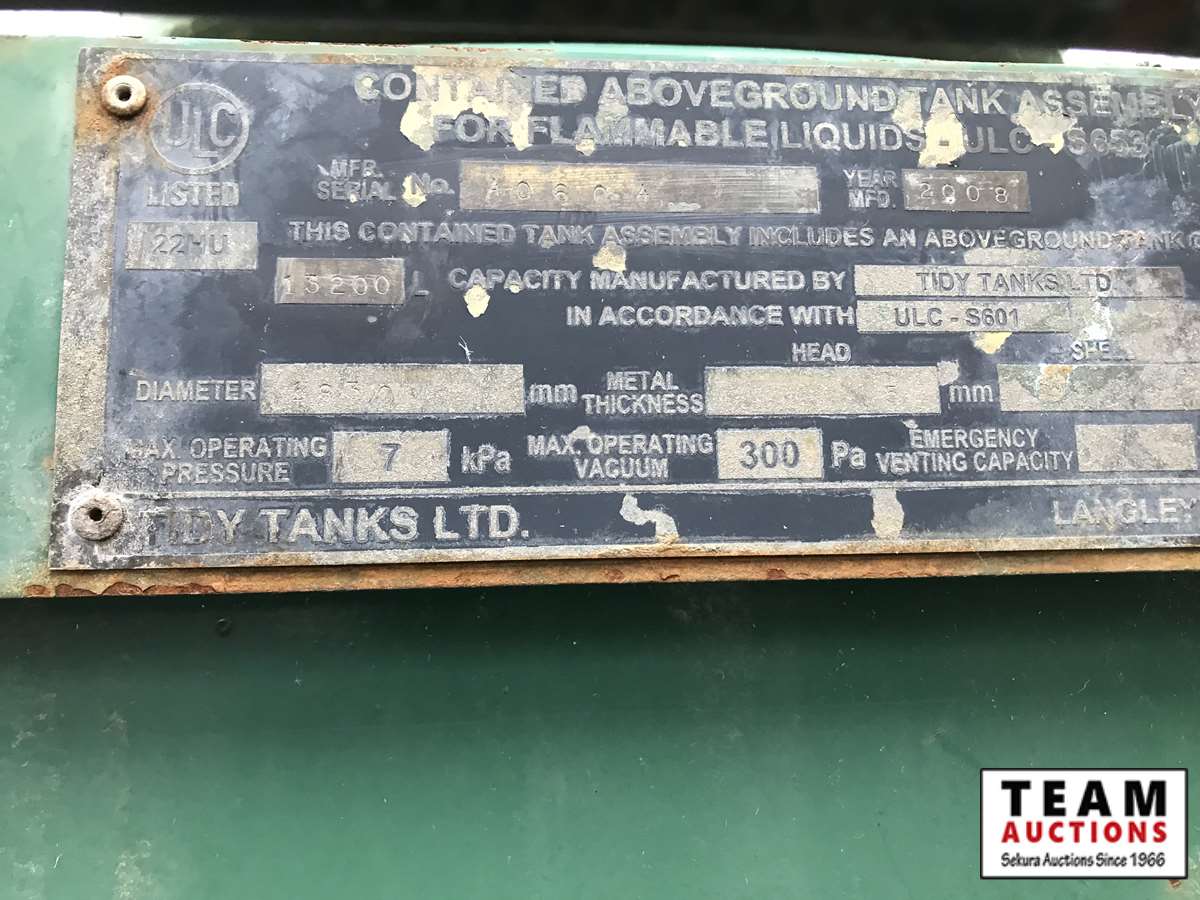 ULC
LISTED
22HU
CONTAINED ABOVEGROUND TANK ASSEMBLY
FOR FLAMMABLE LIQUIDS - ULC - S653
MFR. SERIAL No. A0604
YEAR MFD. 2008
THIS CONTAINED TANK ASSEMBLY INCLUDES AN ABOVEGROUND TANK
L CAPACITY MANUFACTURED BY TIDY TANKS LTD
IN ACCORDANCE WITH ULC - S601
HEAD
DIAMETER mm METAL THICKNESS mm
MAX. OPERATING PRESSURE 7 kPa MAX. OPERATING VACUUM 300 Pa EMERGENCY VENTING CAPACITY
TIDY TANKS LTD. LANGLEY
TEAM
AUCTIONS
Sekura Auctions Since 1966